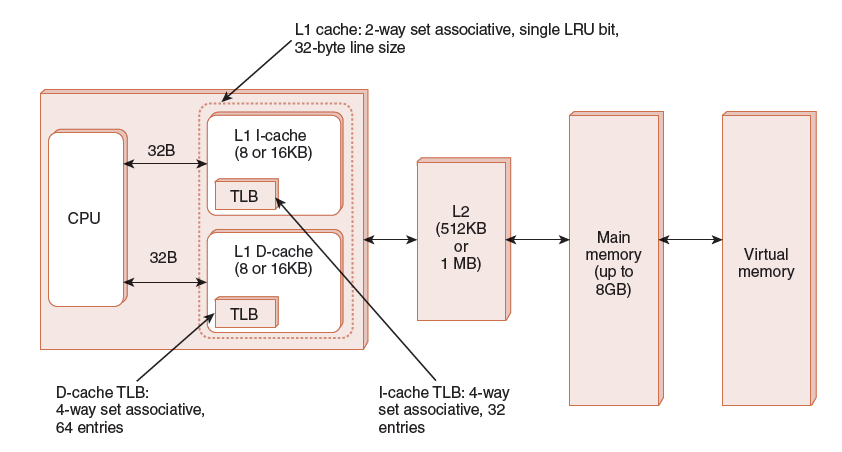 L1 cache: 2-way set associative, single LRU bit,
32-byte line size
CPU
32B
32B
L1 I-cache
(8 or 16KB)
TLB
L1 D-cache
(8 or 16KB)
TLB
L2
(512KB
or
1 MB)
Main
memory
(up to
8GB)
Virtual
memory
D-cache TLB:
4-way set associative,
64 entries
I-cache TLB: 4-way
set associative, 32
entries